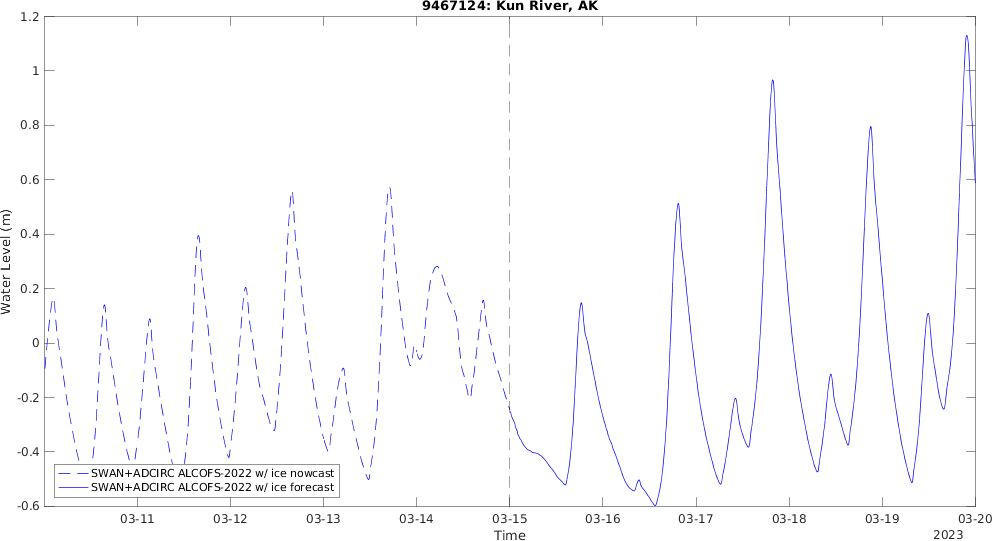 9467124: Kun River, AK
Water Level (m)
1.2
1
0.8
0.6
0.4
0.2
0
-0.2
-0.4
-0.6
SWAN+ADCIRC ALCOFS-2022 w/ ice nowcast
SWAN+ADCIRC ALCOFS-2022 w/ ice forecast
03-11 03-12 03-13 03-14 03-15 03-16 03-17 03-18 03-19 03-20
Time
2023